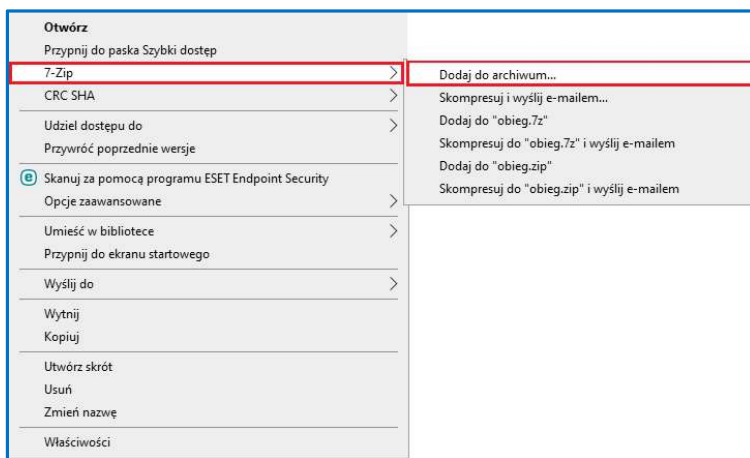 Otwórz
Przypnij do paska Szybki dostęp
7-Zip
CRC SHA
Udziel dostępu do
Przywróć poprzednie wersje
Skanuj za pomocą programu ESET Endpoint Security
Opcje zaawansowane
Umieść w bibliotece
Przypnij do ekranu startowego
Wyślij do
Wytnij
Kopiuj
Utwórz skrót
Usuń
Zmień nazwę
Właściwości
Dodaj do archiwum...
Skompresuj i wyślij e-mailem...
Dodaj do "obieg.7z"
Skompresuj do "obieg.7z" i wyślij e-mailem
Dodaj do "obieg.zip"
Skompresuj do "obieg.zip" i wyślij e-mailem